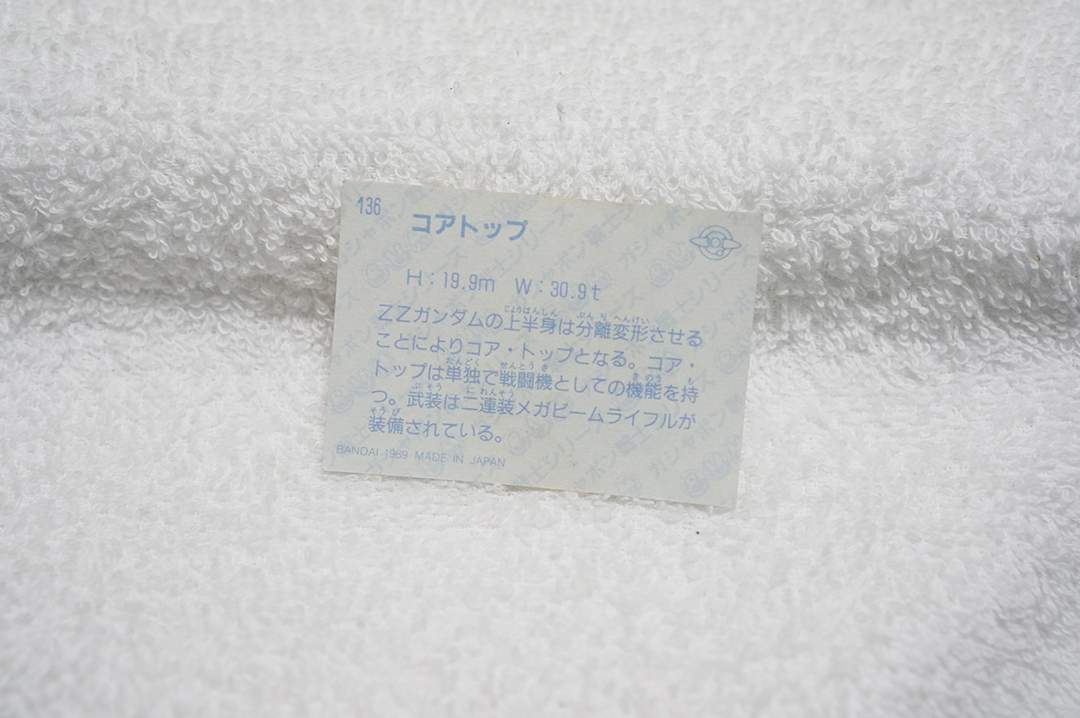 136
コアトップ
H:19.9m W:30.9t
ZZガンダムの上半身は分離変形させる
ことによりコア・トップとなる。コア・
トップは単独で戦闘機としての機能を持
つ。武装は二連装メガビームライフルが
装備されている。
BANDAI 1989 MADE IN JAPAN